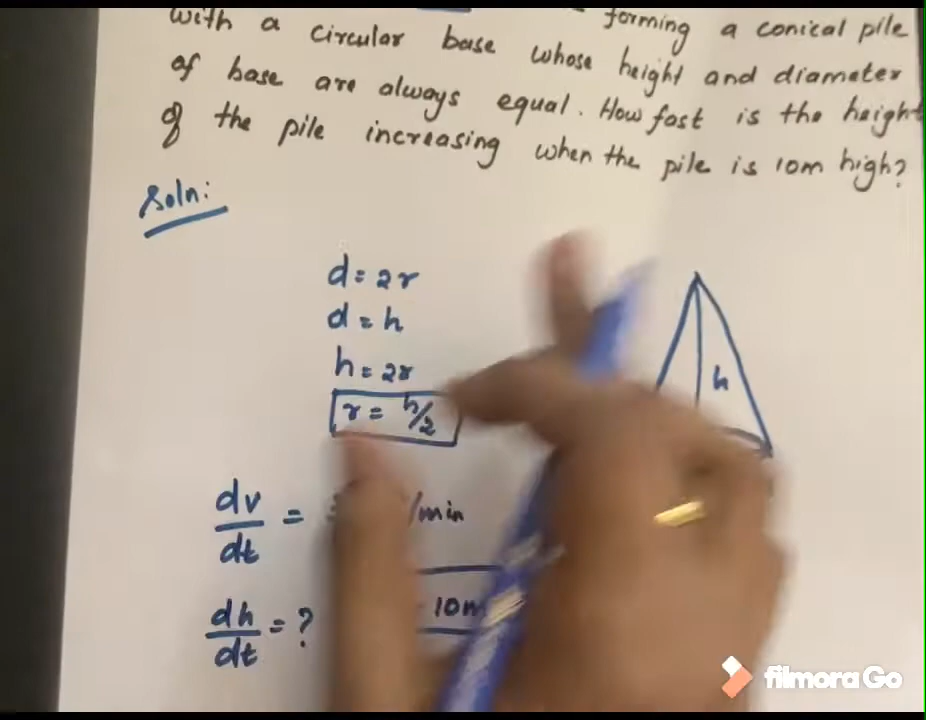 with a circular base whose forming a conical pile
height and diameter
of base are always equal. How fast is the height
of the pile increasing when the pile is 10m high?
Soln:
d = 2r
d = h
h = 2r
r = h/2
h
dv/dt = /min
dh/dt = ? 10m
filmoraGo